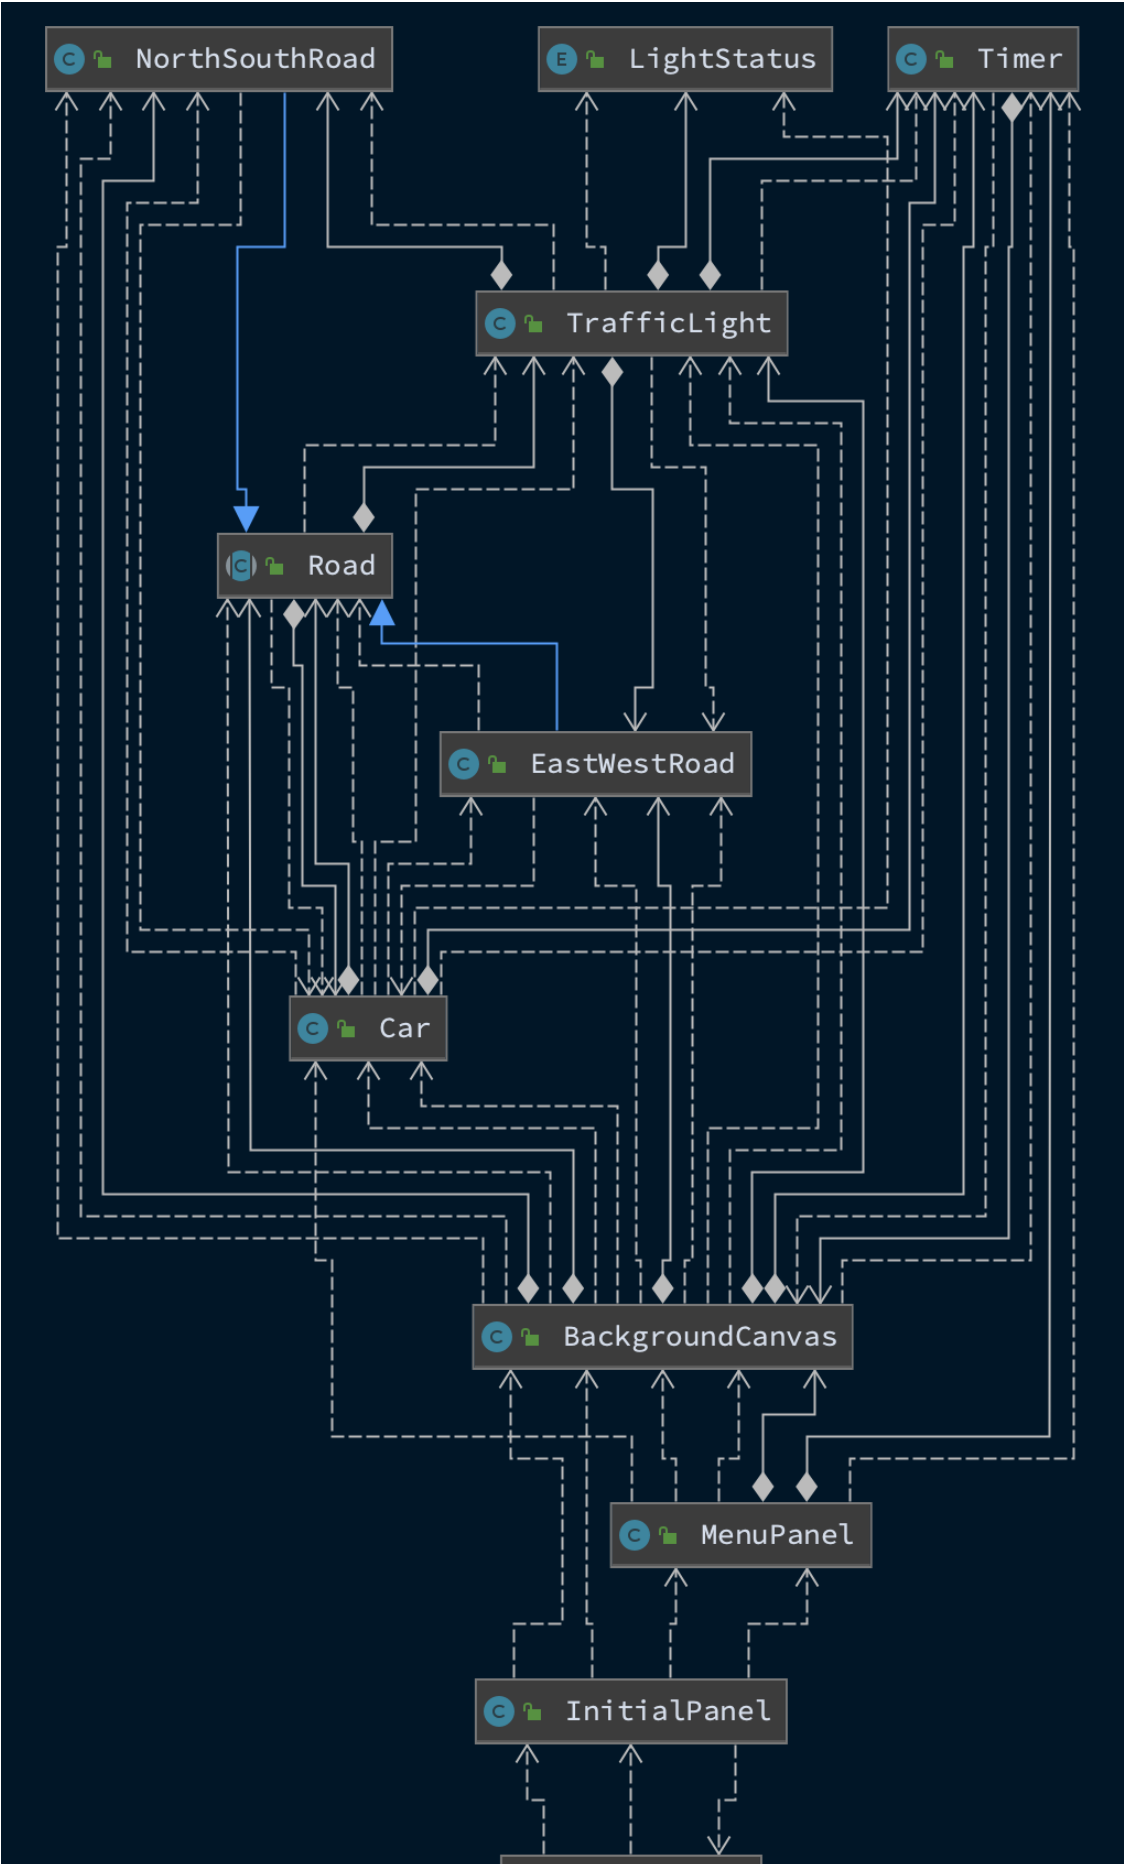 C NorthSouthRoad
E LightStatus
C Timer
C TrafficLight
C Road
C EastWestRoad
C Car
C BackgroundCanvas
C MenuPanel
C InitialPanel